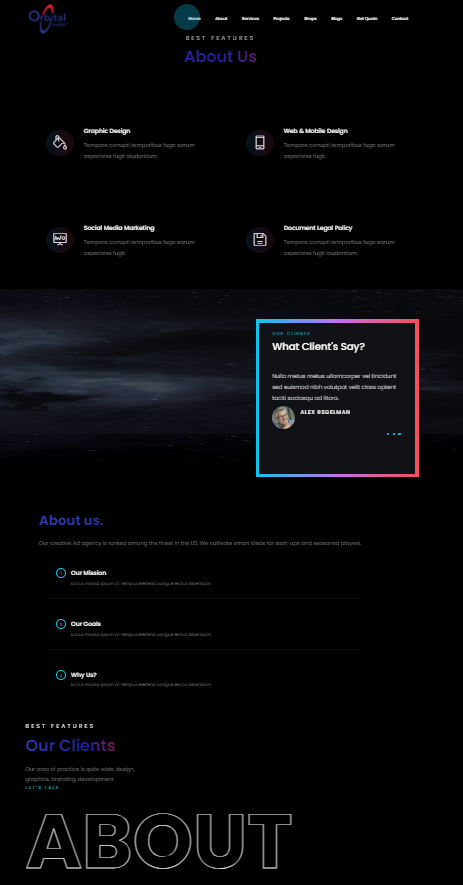 Orbital
Home About Services Projects Shops Blogs Get Quote Contact
BEST FEATURES
About Us
Graphic Design
Tempore corrupti temporibus fuga earum
asperiores fugit laudantium.
Web & Mobile Design
Tempore corrupti temporibus fuga earum
asperiores fugit.
Social Media Marketing
Tempore corrupti temporibus fuga earum
asperiores fugit.
Document Legal Policy
Tempore corrupti temporibus fuga earum
asperiores fugit laudantium.
OUR CLIENTS
What Client's Say?
Nulla metus metus ullamcorper vel tincidunt
sed euismod nibh volutpat velit class aptent
taciti sociosqu ad litora.
ALEX REGELMAN
About us.
Our creative Ad agency is ranked among the finest in the US. We cultivate smart ideas for start-ups and seasoned players.
1 Our Mission
luctus massa ipsum at tempus eleifend congue lectus bibendum
2 Our Goals
luctus massa ipsum at tempus eleifend congue lectus bibendum
3 Why Us?
luctus massa ipsum at tempus eleifend congue lectus bibendum
BEST FEATURES
Our Clients
Our area of practice is quite wide: design,
graphics, branding, development.
LET'S TALK
ABOUT